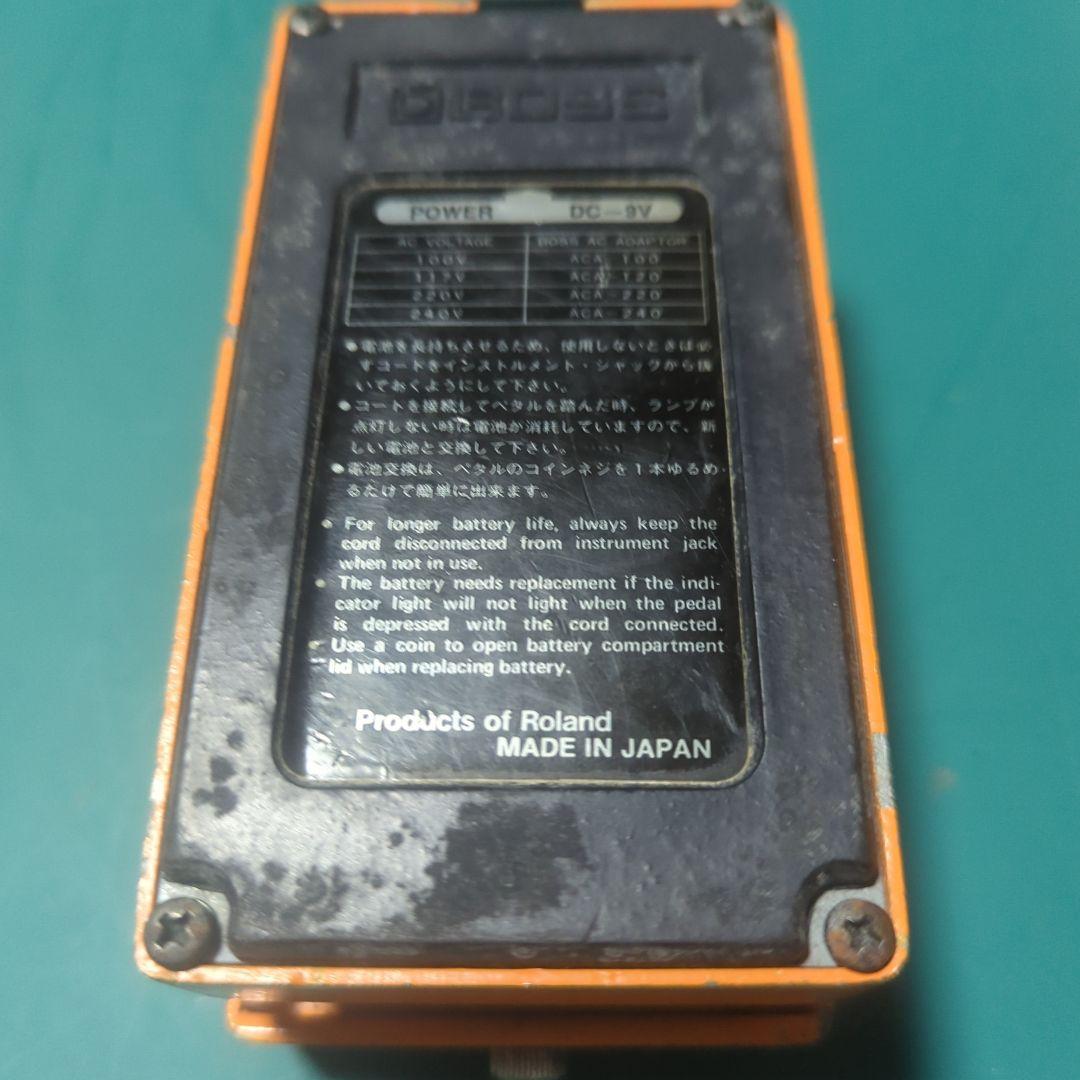 BOSS
POWER DC-9V
AC VOLTAGE BOSS AC ADAPTOR
100V ACA-100
117V ACA-120
220V ACA-220
240V ACA-240
●電池を長持ちさせるため、使用しないときは必
ずコードをインストルメント・ジャックから抜
いておくようにして下さい。
●コードを接続してペダルを踏んだ時、ランプが
点灯しない時は電池が消耗していますので、新
しい電池と交換して下さい。
●電池交換は、ペダルのコインネジを1本ゆるめ
るだけで簡単に出来ます。
● For longer battery life, always keep the
cord disconnected from instrument jack
when not in use.
● The battery needs replacement if the indi-
cator light will not light when the pedal
is depressed with the cord connected.
● Use a coin to open battery compartment
lid when replacing battery.
Products of Roland
MADE IN JAPAN